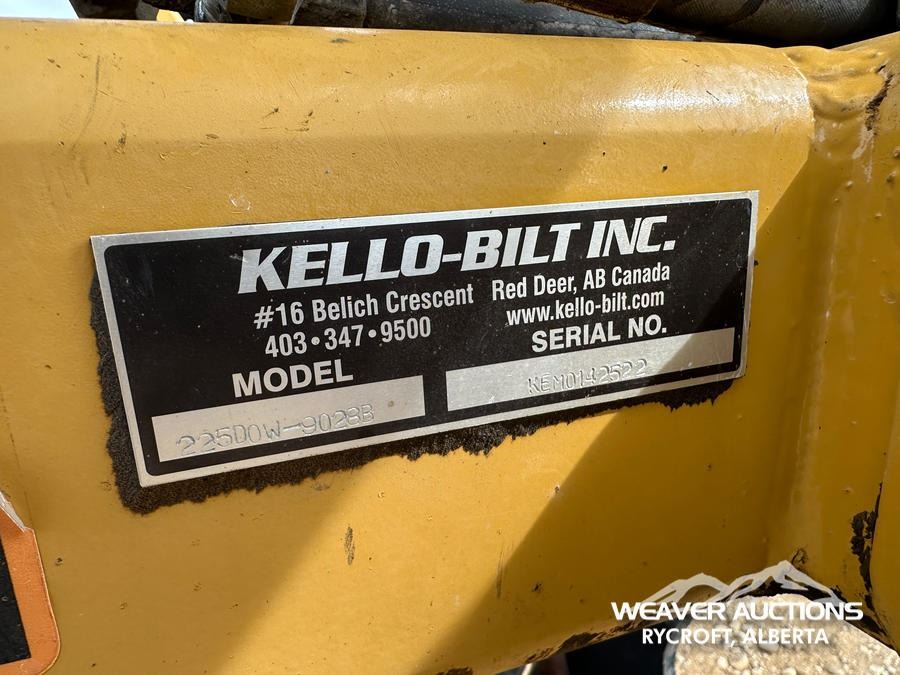 KELLO-BILT INC.
#16 Belich Crescent Red Deer, AB Canada
403•347•9500 www.kello-bilt.com
MODEL SERIAL NO.
225DOW-9028B KEM0142522
WEAVER AUCTIONS
RYCROFT, ALBERTA